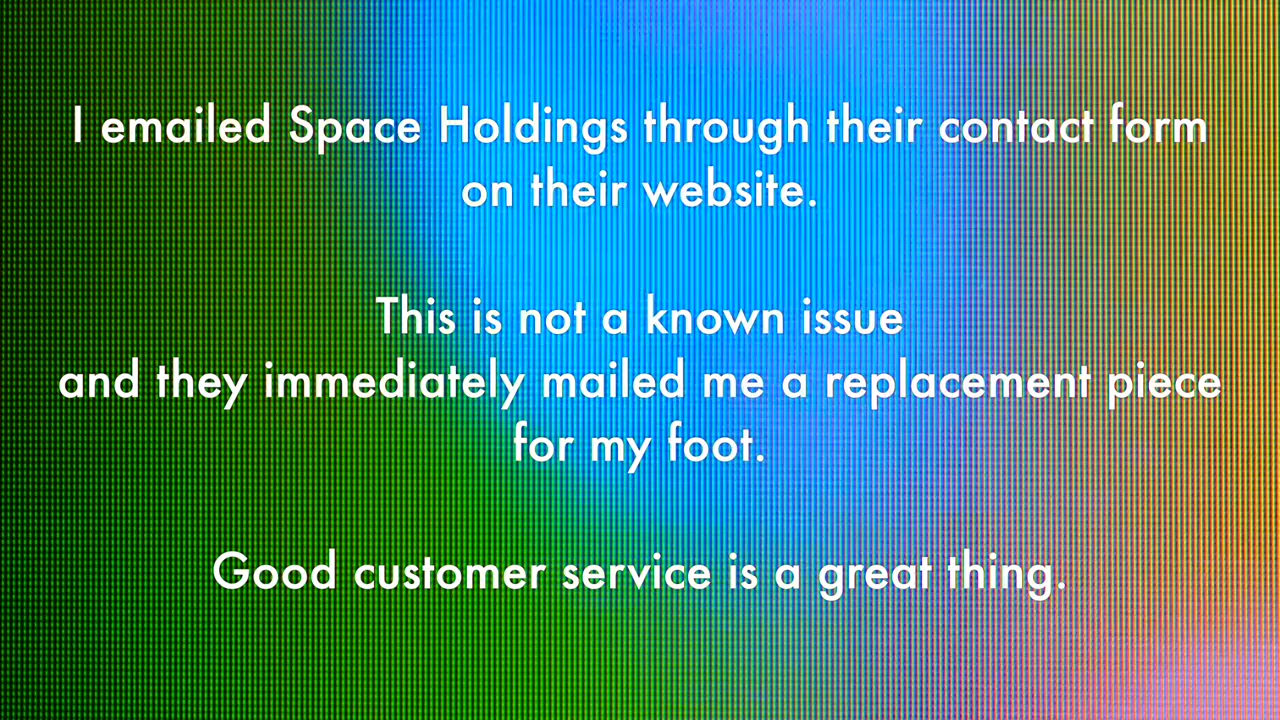 I emailed Space Holdings through their contact form
on their website.
This is not a known issue
and they immediately mailed me a replacement piece
for my foot.
Good customer service is a great thing.